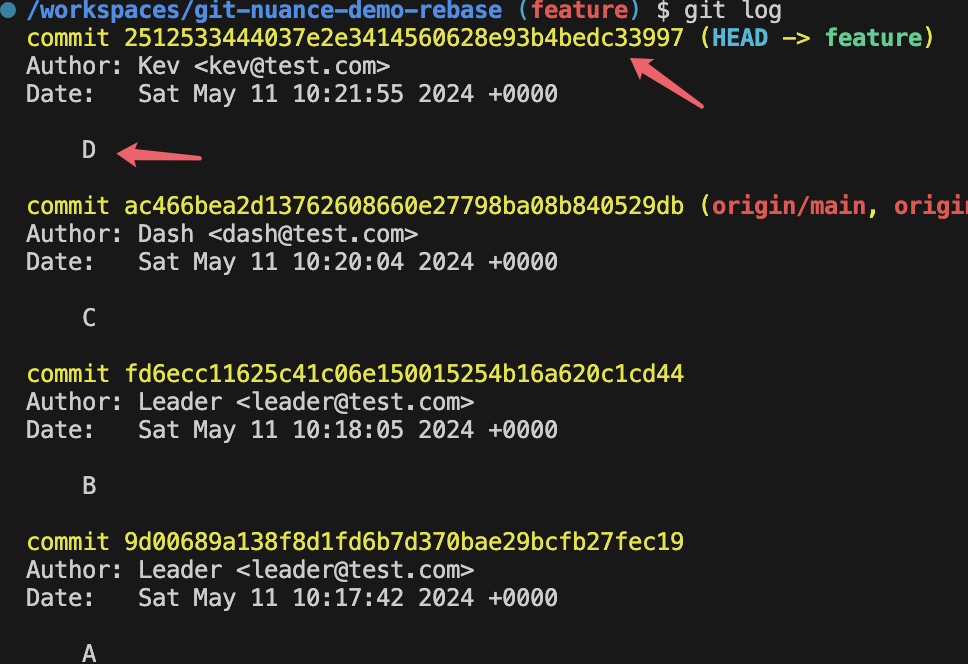 /workspaces/git-nuance-demo-rebase (feature) $ git log
commit 2512533444037e2e3414560628e93b4bedc33997 (HEAD -> feature)
Author: Kev <kev@test.com>
Date:   Sat May 11 10:21:55 2024 +0000
D
commit ac466bea2d13762608660e27798ba08b840529db (origin/main, origin
Author: Dash <dash@test.com>
Date:   Sat May 11 10:20:04 2024 +0000
C
commit fd6ecc11625c41c06e150015254b16a620c1cd44
Author: Leader <leader@test.com>
Date:   Sat May 11 10:18:05 2024 +0000
B
commit 9d00689a138f8d1fd6b7d370bae29bcfb27fec19
Author: Leader <leader@test.com>
Date:   Sat May 11 10:17:42 2024 +0000
A